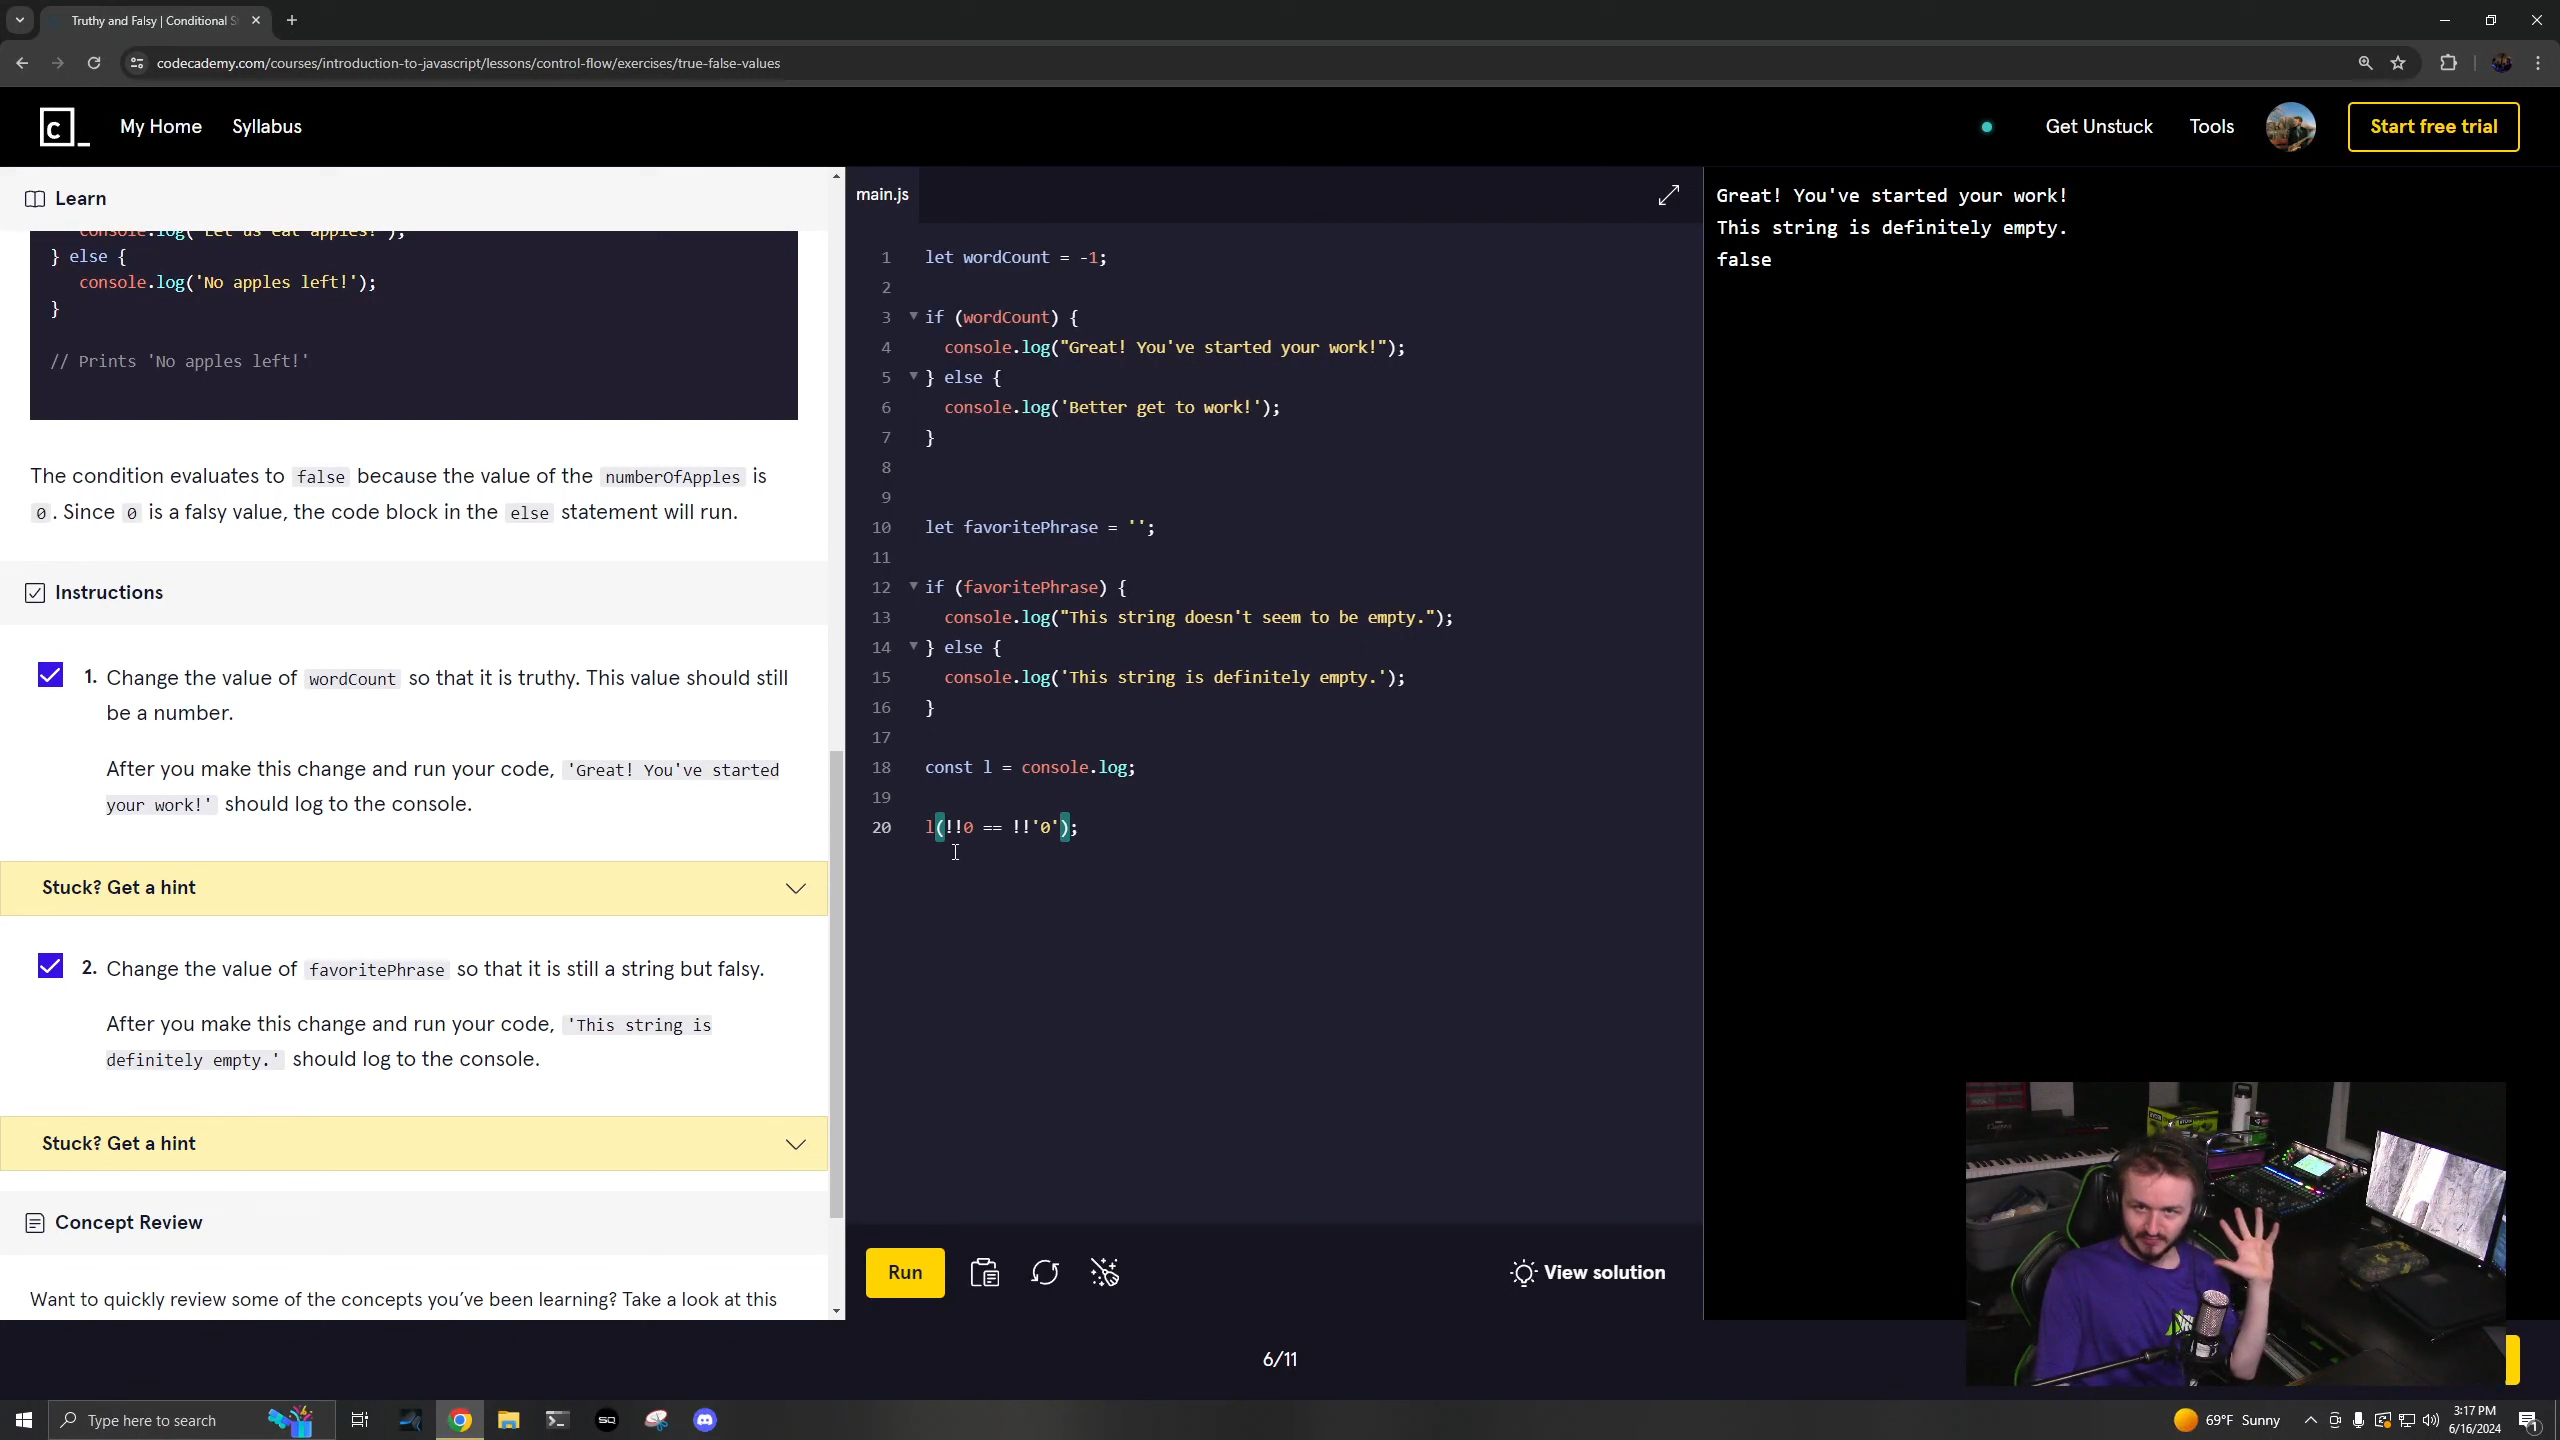 Truthy and Falsy | Conditional S
codecademy.com/courses/introduction-to-javascript/lessons/control-flow/exercises/true-false-values
c_
My Home
Syllabus
Get Unstuck
Tools
Start free trial
Learn
console.log('Let us eat apples!');
} else {
console.log('No apples left!');
}
// Prints 'No apples left!'
The condition evaluates to false because the value of the numberOfApples is
0. Since 0 is a falsy value, the code block in the else statement will run.
Instructions
1. Change the value of wordCount so that it is truthy. This value should still
be a number.
After you make this change and run your code, 'Great! You've started
your work!' should log to the console.
Stuck? Get a hint
2. Change the value of favoritePhrase so that it is still a string but falsy.
After you make this change and run your code, 'This string is
definitely empty.' should log to the console.
Stuck? Get a hint
Concept Review
Want to quickly review some of the concepts you've been learning? Take a look at this
main.js
1 let wordCount = -1;
2
3 if (wordCount) {
4 console.log("Great! You've started your work!");
5 } else {
6 console.log('Better get to work!');
7 }
8
9
10 let favoritePhrase = '';
11
12 if (favoritePhrase) {
13 console.log("This string doesn't seem to be empty.");
14 } else {
15 console.log('This string is definitely empty.');
16 }
17
18 const l = console.log;
19
20 l(!!0 == !!'0');
Run
View solution
Great! You've started your work!
This string is definitely empty.
false
6/11
Type here to search
SQ
69°F Sunny
3:17 PM
6/16/2024
1